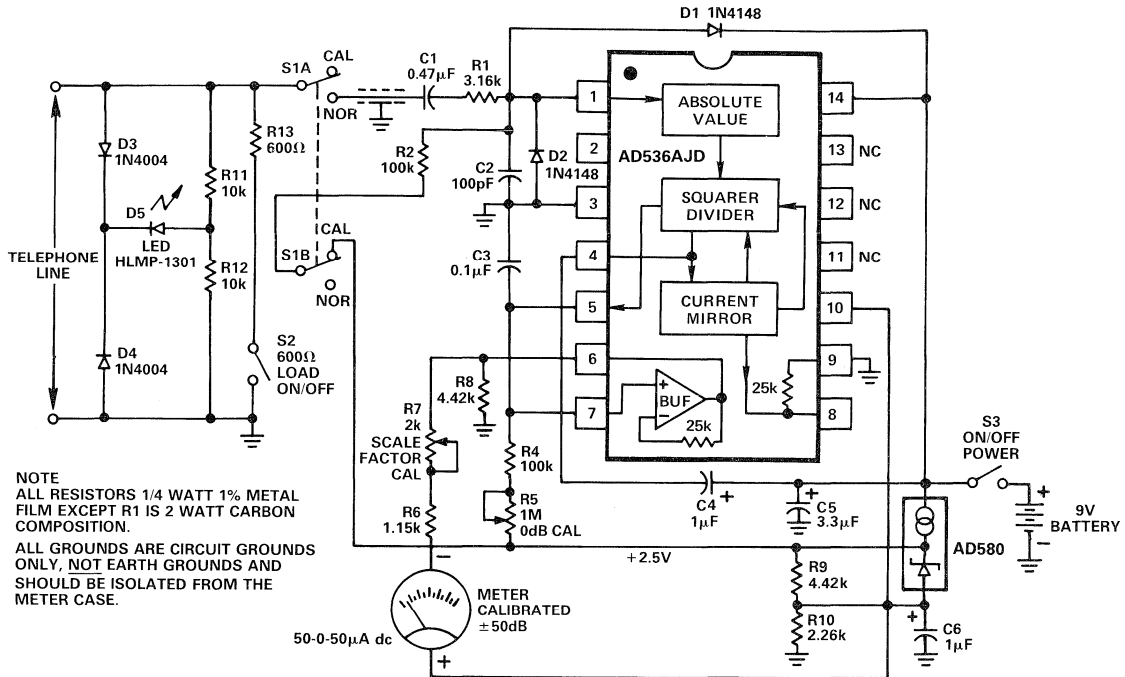 D1 1N4148
S1A
CAL
NOR
C1
0.47μF
R1
3.16k
1
ABSOLUTE
VALUE
14
D3
1N4004
R13
600Ω
R11
10k
R2
100k
C2
100pF
D2
1N4148
2
AD536AJD
13
NC
D5
LED
HLMP-1301
3
SQUARER
DIVIDER
12
NC
TELEPHONE
LINE
R12
10k
S1B
CAL
NOR
C3
0.1μF
4
11
NC
5
CURRENT
MIRROR
10
D4
1N4004
S2
600Ω
LOAD
ON/OFF
6
R8
4.42k
R7
2k
SCALE
FACTOR
CAL
7
+
−
BUF
25k
25k
9
8
S3
ON/OFF
POWER
R4
100k
R5
1M
0dB CAL
R6
1.15k
C4
1μF
+
+
C5
3.3μF
+
−
9V
BATTERY
AD580
+2.5V
NOTE
ALL RESISTORS 1/4 WATT 1% METAL
FILM EXCEPT R1 IS 2 WATT CARBON
COMPOSITION.
ALL GROUNDS ARE CIRCUIT GROUNDS
ONLY, NOT EARTH GROUNDS AND
SHOULD BE ISOLATED FROM THE
METER CASE.
−
METER
CALIBRATED
±50dB
50-0-50μA dc
+
R9
4.42k
R10
2.26k
+
C6
1μF